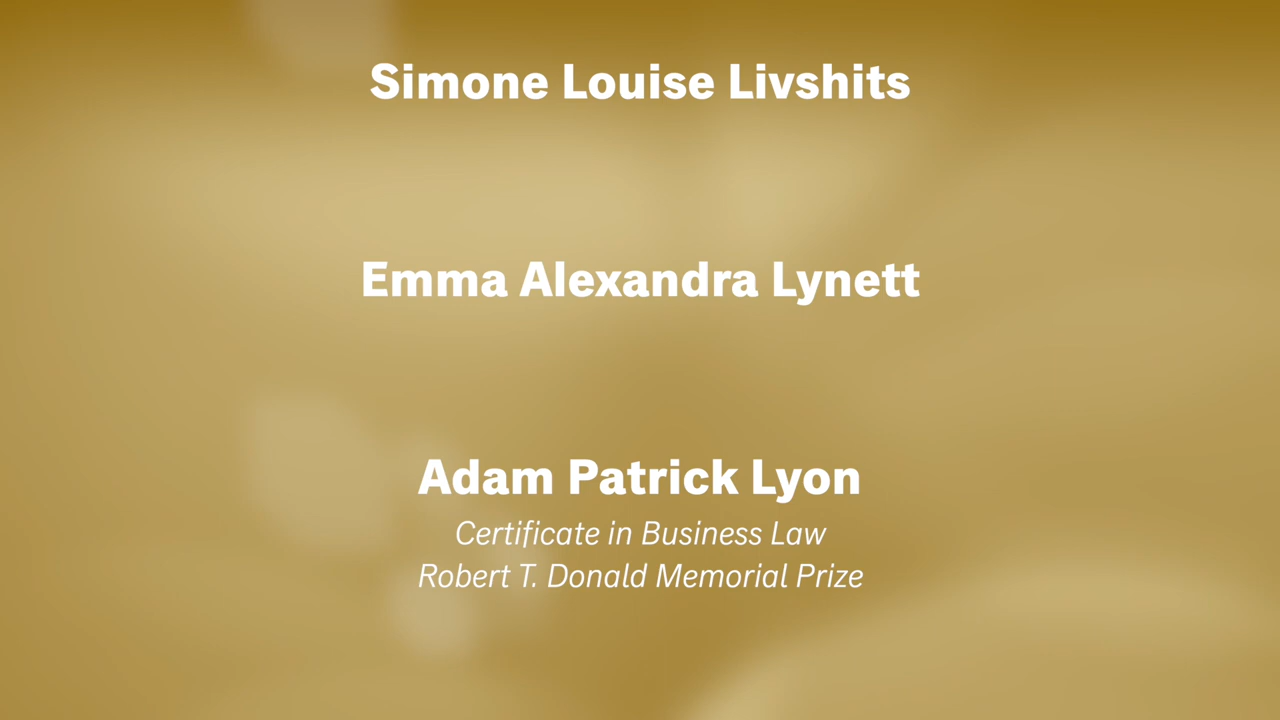 Simone Louise Livshits
Emma Alexandra Lynett
Adam Patrick Lyon
Certificate in Business Law
Robert T. Donald Memorial Prize